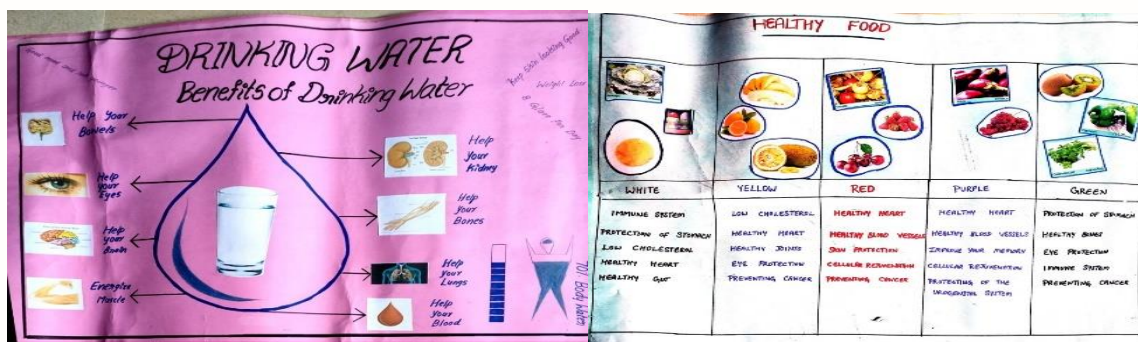 DRINKING WATER
Benefits of Drinking Water
Keep Skin looking Good
Weight Loss
Help Your
Bowels
Help
your
Eyes
Help
your
Brain
Energize
Muscle
Help
Your
Kidney
Help
Your
Bones
Help
your
Lungs
Help
Your
Blood
70% Body Water
HEALTHY FOOD
WHITE
YELLOW
RED
PURPLE
GREEN
IMMUNE SYSTEM
PROTECTION OF STOMACH
LOW CHOLESTEROL
HEALTHY HEART
HEALTHY GUT
LOW CHOLESTEROL
HEALTHY HEART
HEALTHY JOINTS
EYE PROTECTION
PREVENTING CANCER
HEALTHY HEART
HEALTHY BLOOD VESSELS
SKIN PROTECTION
CELLULAR REJUVENATION
PREVENTING CANCER
HEALTHY HEART
HEALTHY BLOOD VESSELS
IMPROVE YOUR MEMORY
CELLULAR REJUVENATION
PROTECTING OF THE
UROGENITAL SYSTEM
PROTECTION OF STOMACH
HEALTHY BONES
EYE PROTECTION
IMMUNE SYSTEM
PREVENTING CANCER